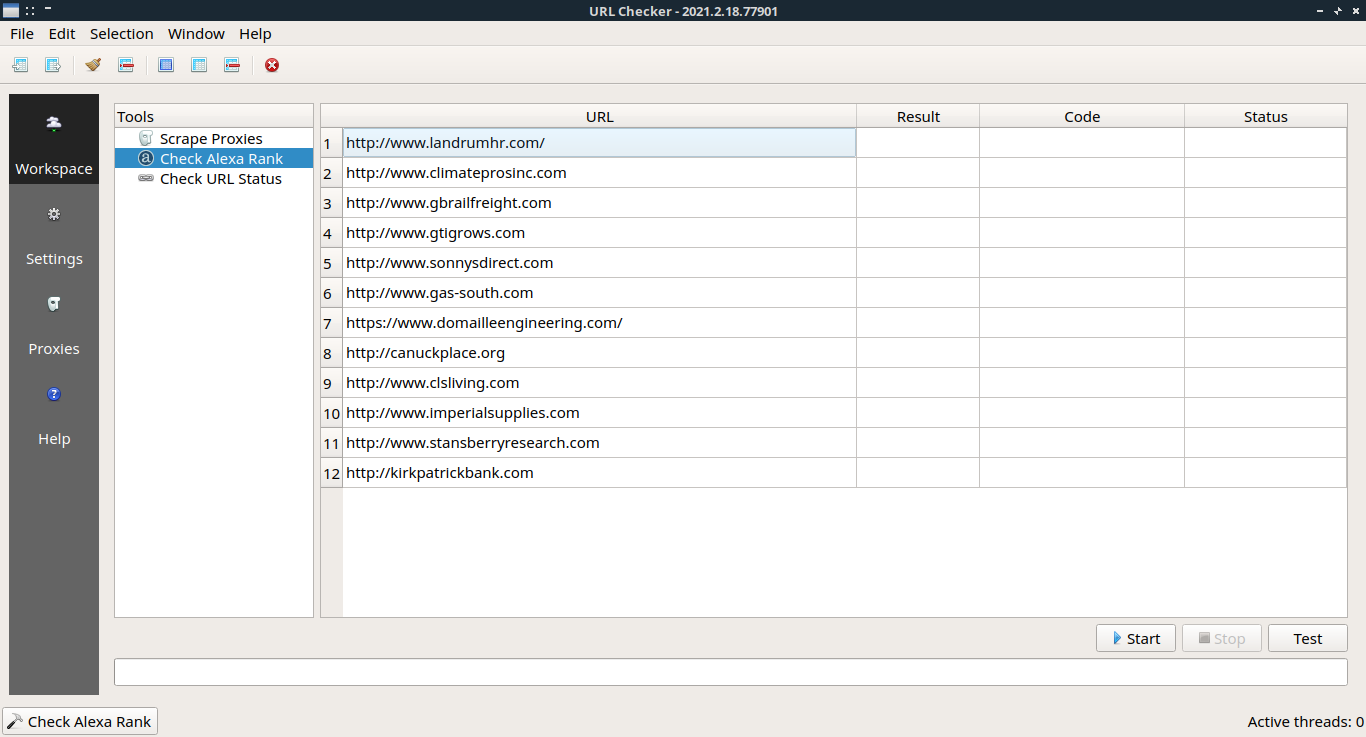 URL Checker - 2021.2.18.77901
File Edit Selection Window Help
Workspace
Settings
Proxies
Help
Tools
Scrape Proxies
Check Alexa Rank
Check URL Status
URL Result Code Status
1 http://www.landrumhr.com/
2 http://www.climateprosinc.com
3 http://www.gbrailfreight.com
4 http://www.gtigrows.com
5 http://www.sonnysdirect.com
6 http://www.gas-south.com
7 https://www.domailleengineering.com/
8 http://canuckplace.org
9 http://www.clsliving.com
10 http://www.imperialsupplies.com
11 http://www.stansberryresearch.com
12 http://kirkpatrickbank.com
Start Stop Test
Check Alexa Rank Active threads: 0